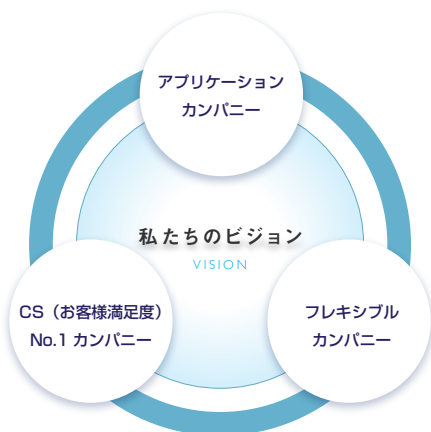 アプリケーション
カンパニー
私たちのビジョン
VISION
CS（お客様満足度）
No.1 カンパニー
フレキシブル
カンパニー